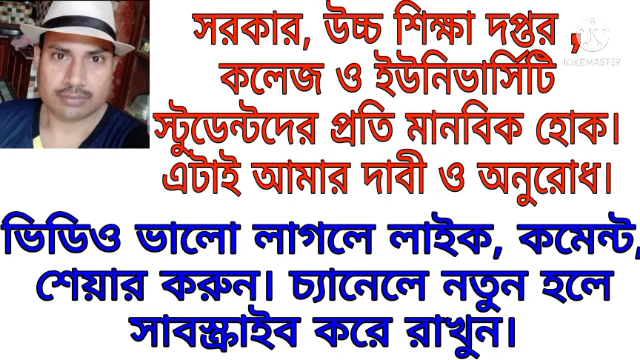 সরকার, উচ্চ শিক্ষা দপ্তর ,
কলেজ ও ইউনিভার্সিটি
স্টুডেন্টদের প্রতি মানবিক হোক।
এটাই আমার দাবী ও অনুরোধ।
ভিডিও ভালো লাগলে লাইক, কমেন্ট,
শেয়ার করুন। চ্যানেলে নতুন হলে
সাবস্ক্রাইব করে রাখুন।
KINEMASTER